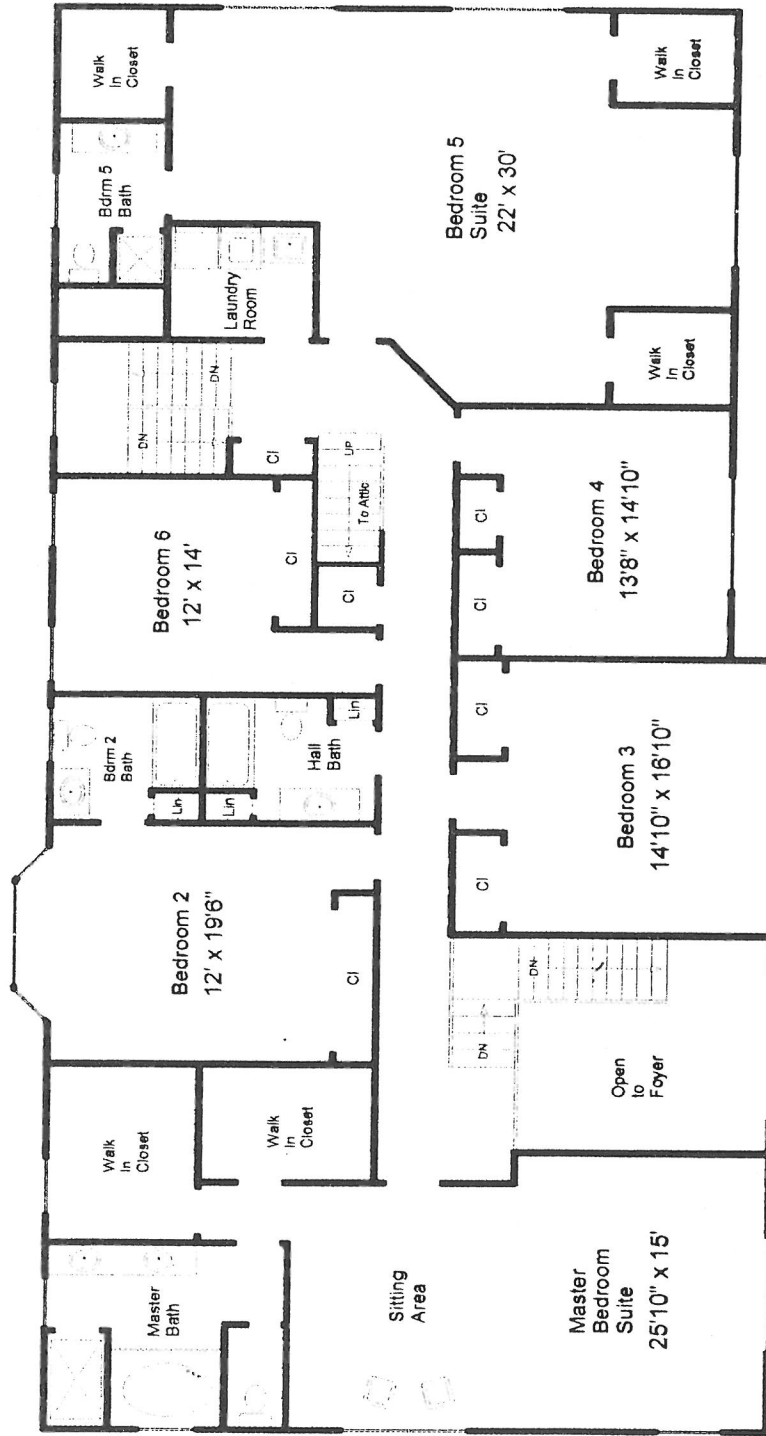 Walk
In
Closet
Bdrm 5
Bath
Laundry
Room
Bedroom 5
Suite
22' x 30'
Walk
In
Closet
Walk
In
Closet
DN
DN
Cl
UP
To Attic
Cl
Cl
Bedroom 6
12' x 14'
Cl
Cl
Bedroom 4
13'8" x 14'10"
Bdrm 2
Bath
Lin
Lin
Hall
Bath
Lin
Cl
Bedroom 3
14'10" x 16'10"
Cl
Bedroom 2
12' x 19'6"
Cl
DN
DN
Open
to
Foyer
Walk
In
Closet
Walk
In
Closet
Master
Bath
Sitting
Area
Master
Bedroom
Suite
25'10" x 15'